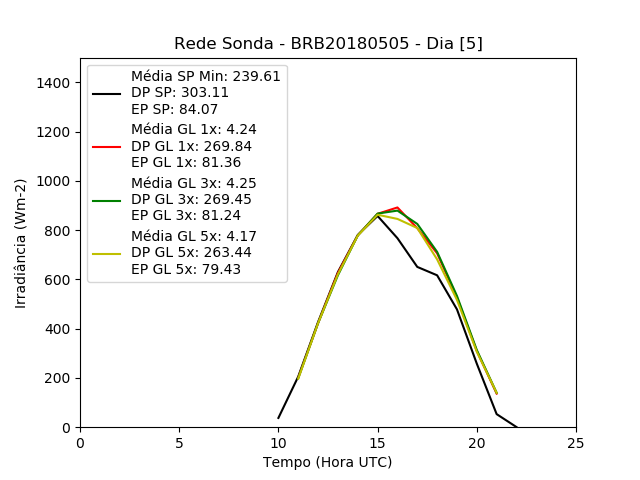 Rede Sonda - BRB20180505 - Dia [5]
Irradiância (Wm-2)
1400
1200
1000
800
600
400
200
0
Média SP Min: 239.61
DP SP: 303.11
EP SP: 84.07
Média GL 1x: 4.24
DP GL 1x: 269.84
EP GL 1x: 81.36
Média GL 3x: 4.25
DP GL 3x: 269.45
EP GL 3x: 81.24
Média GL 5x: 4.17
DP GL 5x: 263.44
EP GL 5x: 79.43
0 5 10 15 20 25
Tempo (Hora UTC)